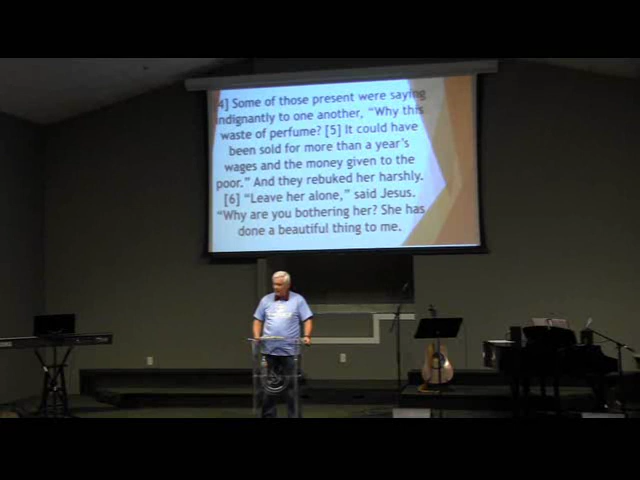 4] Some of those present were saying
indignantly to one another, “Why this
waste of perfume? [5] It could have
been sold for more than a year’s
wages and the money given to the
poor.” And they rebuked her harshly.
[6] “Leave her alone,” said Jesus.
“Why are you bothering her? She has
done a beautiful thing to me.